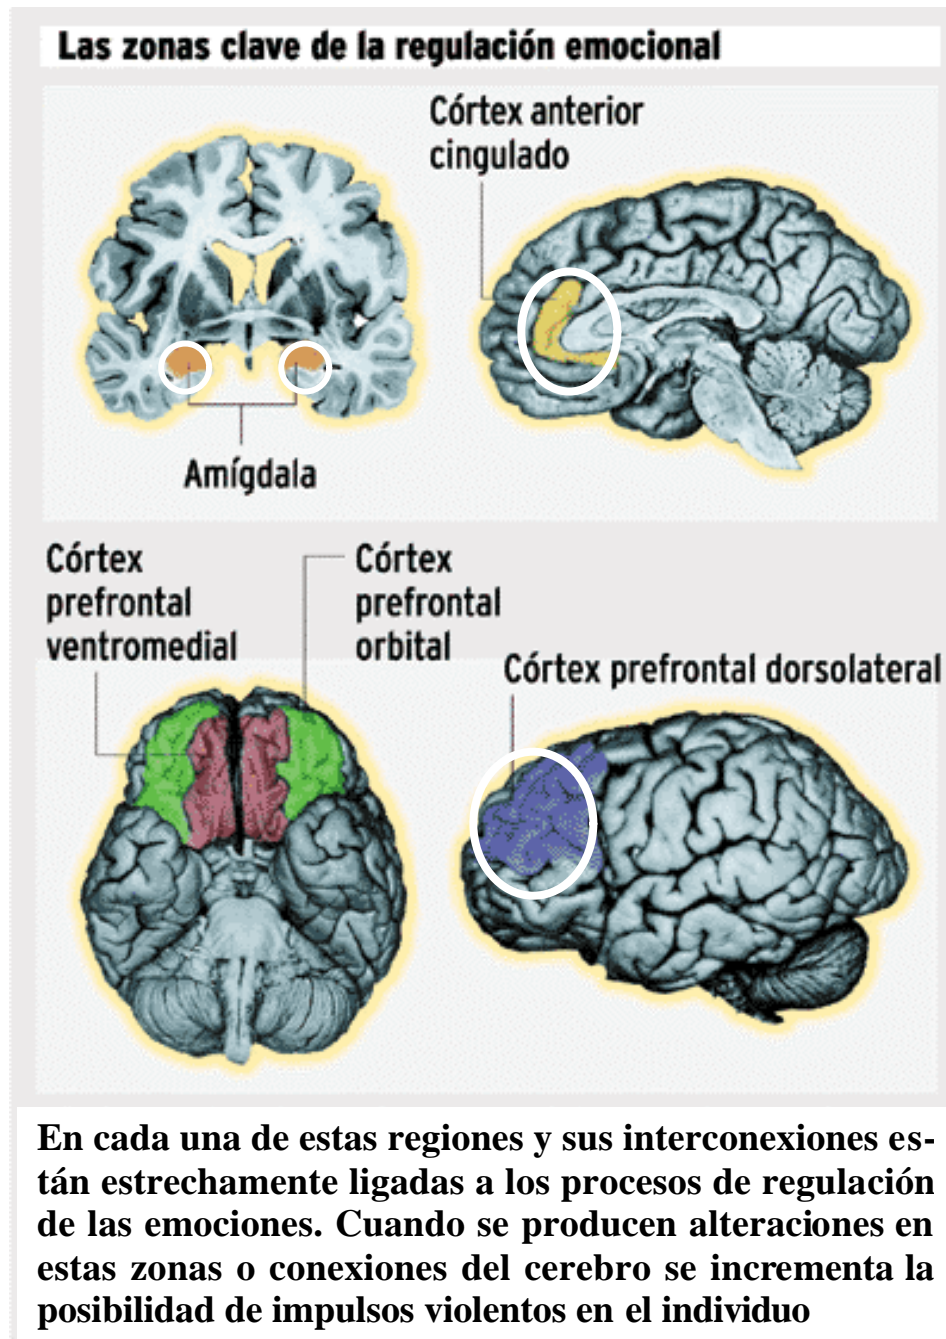 Las zonas clave de la regulación emocional
Córtex anterior
cingulado
Amígdala
Córtex
prefrontal
ventromedial
Córtex
prefrontal
orbital
Córtex prefrontal dorsolateral
En cada una de estas regiones y sus interconexiones es-
tán estrechamente ligadas a los procesos de regulación
de las emociones. Cuando se producen alteraciones en
estas zonas o conexiones del cerebro se incrementa la
posibilidad de impulsos violentos en el individuo